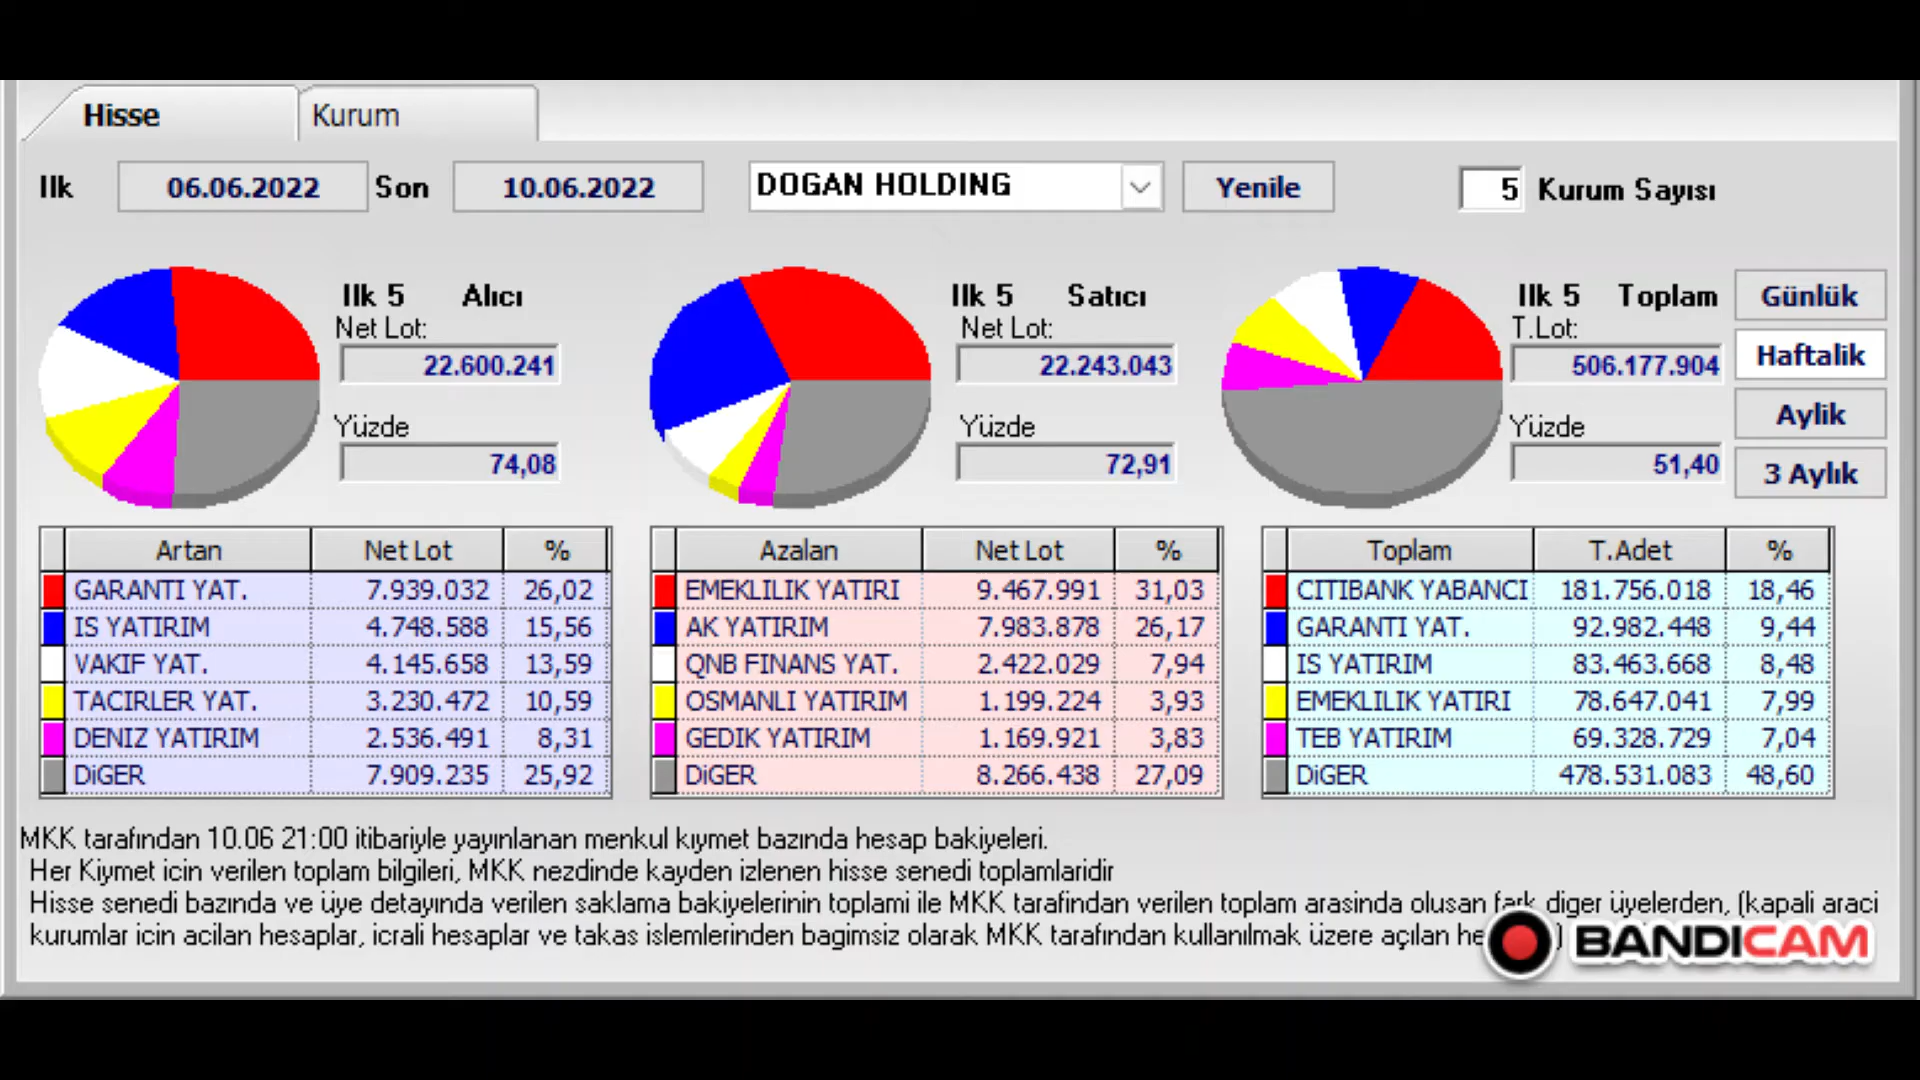 Hisse Kurum
Ilk 06.06.2022 Son 10.06.2022 DOGAN HOLDING Yenile 5 Kurum Sayısı
Ilk 5 Alıcı
Net Lot:
22.600.241
Yüzde
74,08
Ilk 5 Satıcı
Net Lot:
22.243.043
Yüzde
72,91
Ilk 5 Toplam
T.Lot:
506.177.904
Yüzde
51,40
Günlük
Haftalik
Aylik
3 Aylık
Artan Net Lot %
GARANTI YAT. 7.939.032 26,02
IS YATIRIM 4.748.588 15,56
VAKIF YAT. 4.145.658 13,59
TACIRLER YAT. 3.230.472 10,59
DENIZ YATIRIM 2.536.491 8,31
DiGER 7.909.235 25,92
Azalan Net Lot %
EMEKLILIK YATIRI 9.467.991 31,03
AK YATIRIM 7.983.878 26,17
QNB FINANS YAT. 2.422.029 7,94
OSMANLI YATIRIM 1.199.224 3,93
GEDIK YATIRIM 1.169.921 3,83
DiGER 8.266.438 27,09
Toplam T.Adet %
CITIBANK YABANCI 181.756.018 18,46
GARANTI YAT. 92.982.448 9,44
IS YATIRIM 83.463.668 8,48
EMEKLILIK YATIRI 78.647.041 7,99
TEB YATIRIM 69.328.729 7,04
DiGER 478.531.083 48,60
MKK tarafından 10.06 21:00 itibariyle yayınlanan menkul kıymet bazında hesap bakiyeleri.
Her Kiymet icin verilen toplam bilgileri, MKK nezdinde kayden izlenen hisse senedi toplamlaridir
Hisse senedi bazında ve üye detayında verilen saklama bakiyelerinin toplami ile MKK tarafindan verilen toplam arasinda olusan fark diger üyelerden, (kapali araci
kurumlar icin acilan hesaplar, icrali hesaplar ve takas islemlerinden bagimsiz olarak MKK tarafından kullanılmak üzere açılan he )
BANDICAM